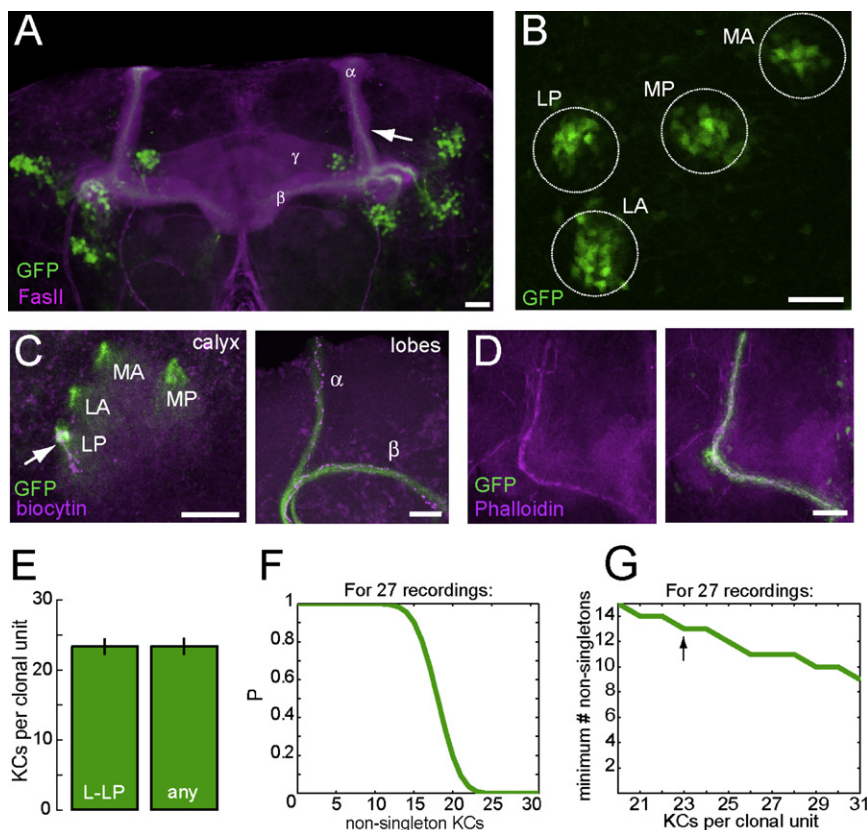 A
α
γ
β
GFP
FasII
B
MA
LP
MP
LA
GFP
C
calyx
MA
LA
MP
LP
GFP
biocytin
lobes
α
β
D
GFP
Phalloidin
E
KCs per clonal unit
30
20
10
0
L-LP
any
F
For 27 recordings:
P
1
0.8
0.6
0.4
0.2
0
0 5 10 15 20 25 30
non-singleton KCs
G
For 27 recordings:
minimum # non-singletons
14
12
10
8
6
4
2
21 23 25 27 29 31
KCs per clonal unit